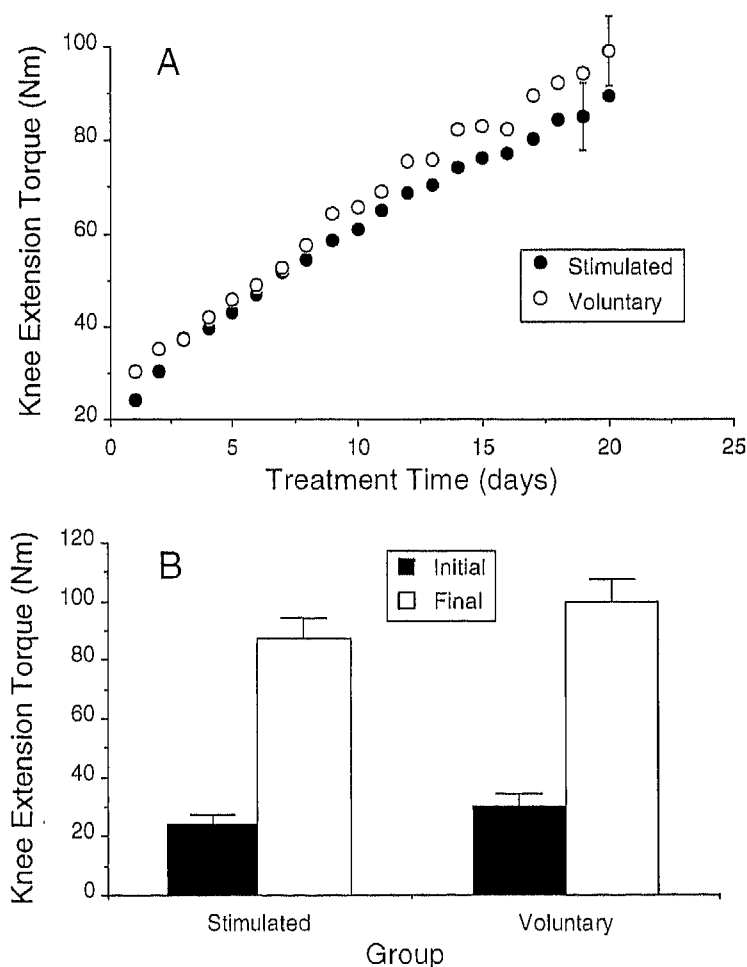 A
Knee Extension Torque (Nm)
100
80
60
40
20
Stimulated
Voluntary
0 5 10 15 20 25
Treatment Time (days)
B
Knee Extension Torque (Nm)
120
100
80
60
40
20
0
Initial
Final
Stimulated Voluntary
Group